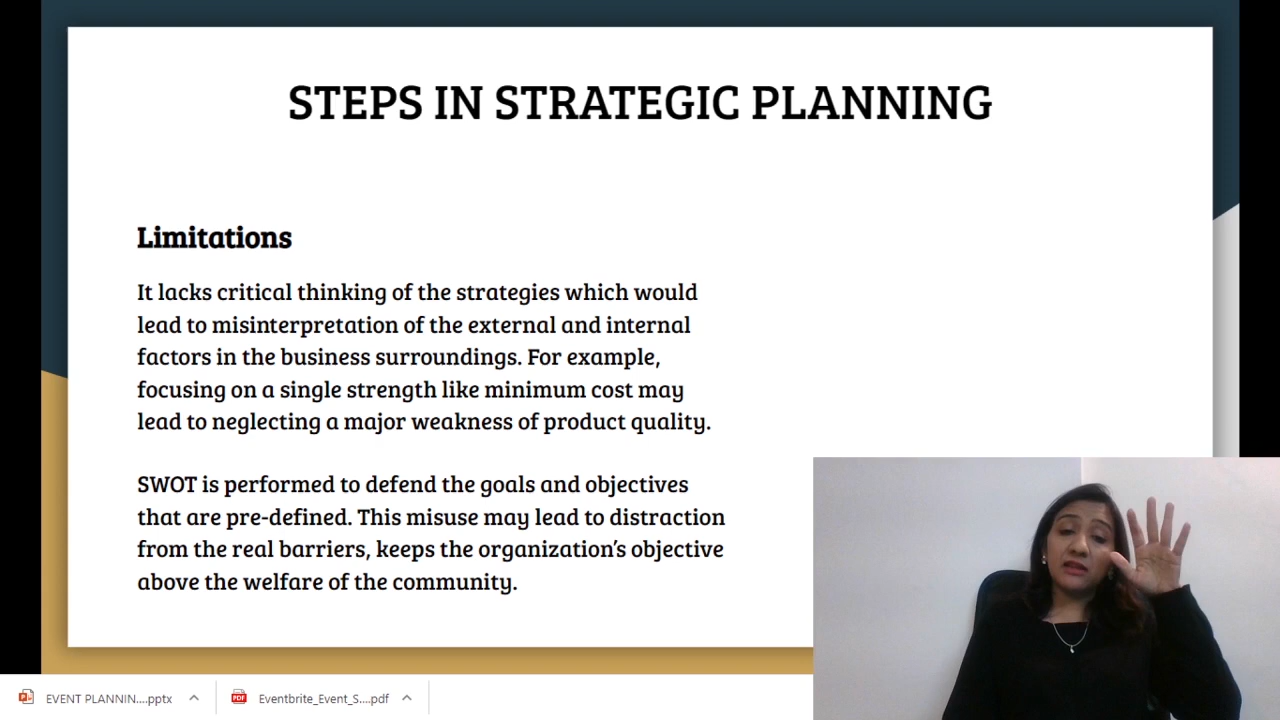 STEPS IN STRATEGIC PLANNING
Limitations
It lacks critical thinking of the strategies which would
lead to misinterpretation of the external and internal
factors in the business surroundings. For example,
focusing on a single strength like minimum cost may
lead to neglecting a major weakness of product quality.
SWOT is performed to defend the goals and objectives
that are pre-defined. This misuse may lead to distraction
from the real barriers, keeps the organization’s objective
above the welfare of the community.
EVENT PLANNIN....pptx
PDF
Eventbrite_Event_S....pdf